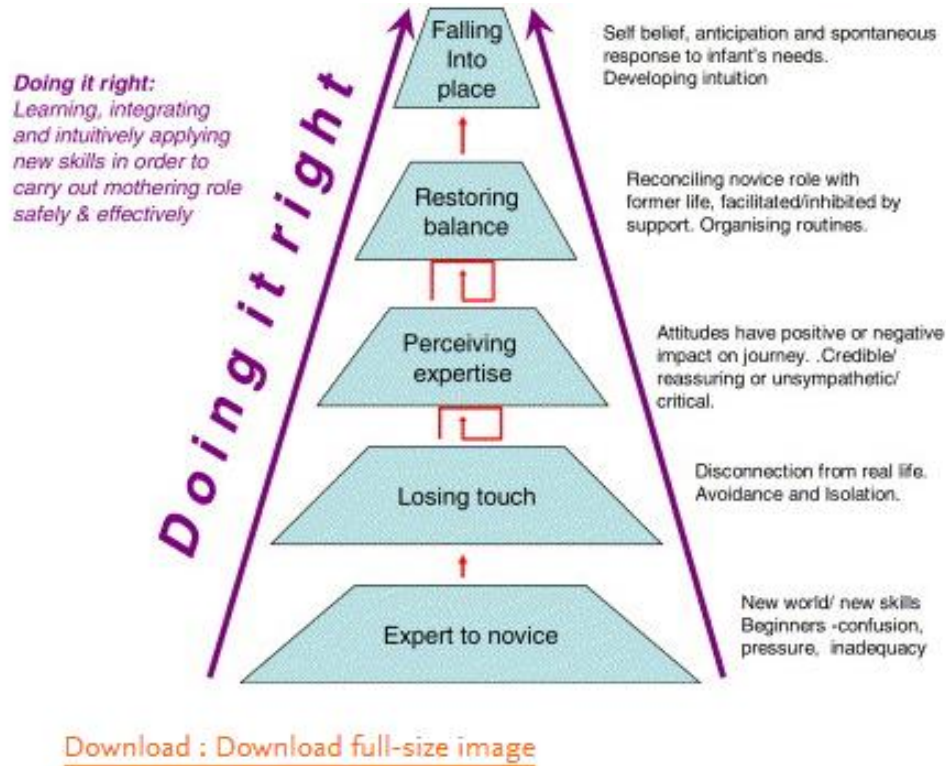 Falling
Into
place
Self belief, anticipation and spontaneous
response to infant's needs.
Developing intuition
Doing it right:
Learning, integrating
and intuitively applying
new skills in order to
carry out mothering role
safely & effectively
Doing it right
Restoring
balance
Reconciling novice role with
former life, facilitated/inhibited by
support. Organising routines.
Perceiving
expertise
Attitudes have positive or negative
impact on journey. .Credible/
reassuring or unsympathetic/
critical.
Losing touch
Disconnection from real life.
Avoidance and Isolation.
Expert to novice
New world/ new skills
Beginners -confusion,
pressure, inadequacy
Download : Download full-size image